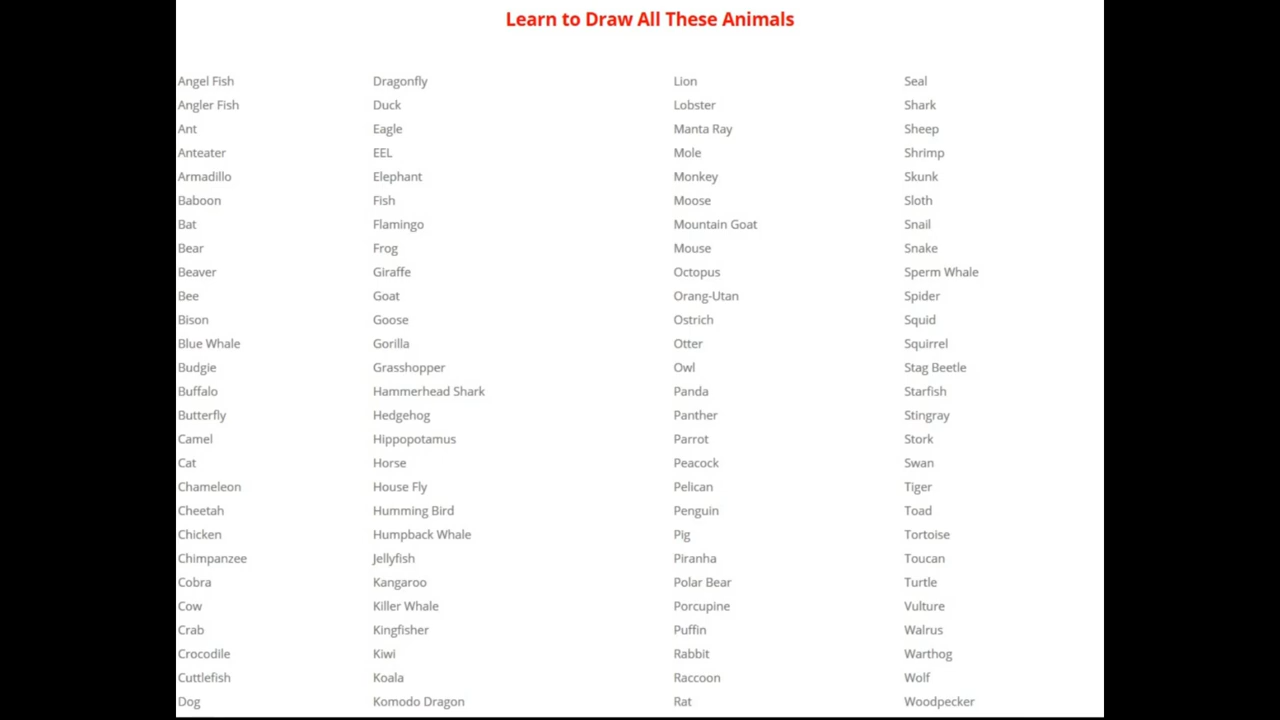 Learn to Draw All These Animals
Angel Fish
Angler Fish
Ant
Anteater
Armadillo
Baboon
Bat
Bear
Beaver
Bee
Bison
Blue Whale
Budgie
Buffalo
Butterfly
Camel
Cat
Chameleon
Cheetah
Chicken
Chimpanzee
Cobra
Cow
Crab
Crocodile
Cuttlefish
Dog
Dragonfly
Duck
Eagle
EEL
Elephant
Fish
Flamingo
Frog
Giraffe
Goat
Goose
Gorilla
Grasshopper
Hammerhead Shark
Hedgehog
Hippopotamus
Horse
House Fly
Humming Bird
Humpback Whale
Jellyfish
Kangaroo
Killer Whale
Kingfisher
Kiwi
Koala
Komodo Dragon
Lion
Lobster
Manta Ray
Mole
Monkey
Moose
Mountain Goat
Mouse
Octopus
Orang-Utan
Ostrich
Otter
Owl
Panda
Panther
Parrot
Peacock
Pelican
Penguin
Pig
Piranha
Polar Bear
Porcupine
Puffin
Rabbit
Raccoon
Rat
Seal
Shark
Sheep
Shrimp
Skunk
Sloth
Snail
Snake
Sperm Whale
Spider
Squid
Squirrel
Stag Beetle
Starfish
Stingray
Stork
Swan
Tiger
Toad
Tortoise
Toucan
Turtle
Vulture
Walrus
Warthog
Wolf
Woodpecker